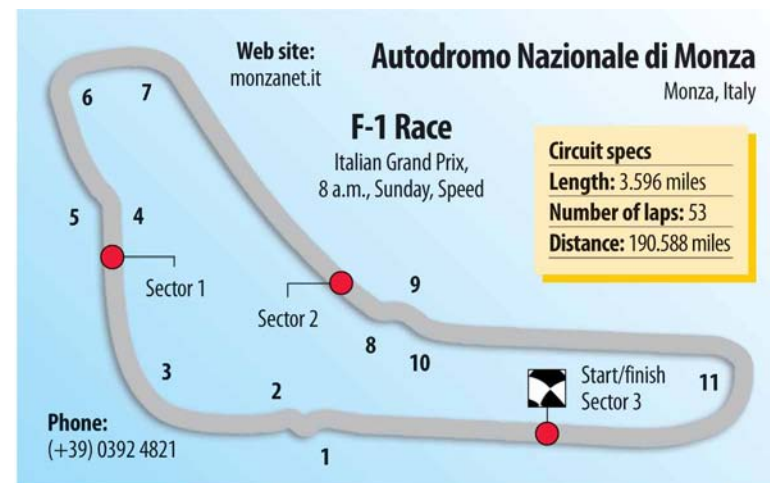 Autodromo Nazionale di Monza
Monza, Italy
Web site:
monzanet.it
F-1 Race
Italian Grand Prix,
8 a.m., Sunday, Speed
Circuit specs
Length: 3.596 miles
Number of laps: 53
Distance: 190.588 miles
6
7
5
4
Sector 1
Sector 2
9
8
10
3
2
1
Start/finish
Sector 3
11
Phone:
(+39) 0392 4821